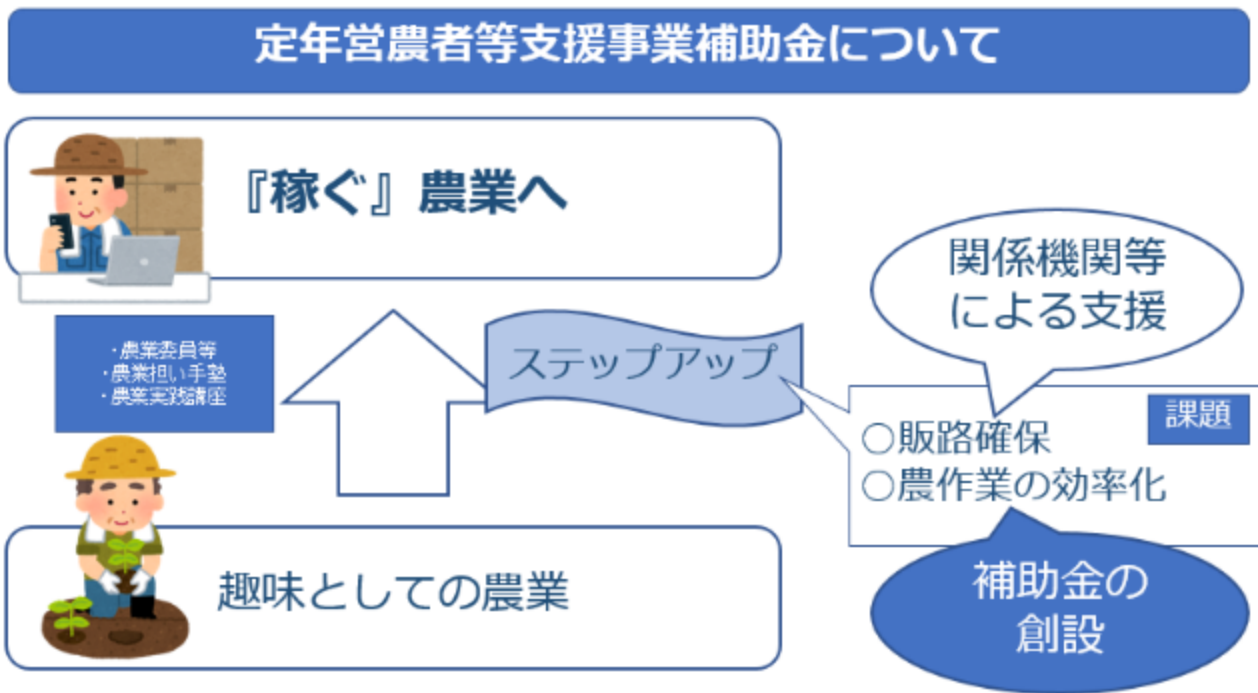 定年営農者等支援事業補助金について
『稼ぐ』農業へ
・農業委員等
・農業担い手塾
・農業実践講座
ステップアップ
関係機関等
による支援
課題
○販路確保
○農作業の効率化
補助金の
創設
趣味としての農業